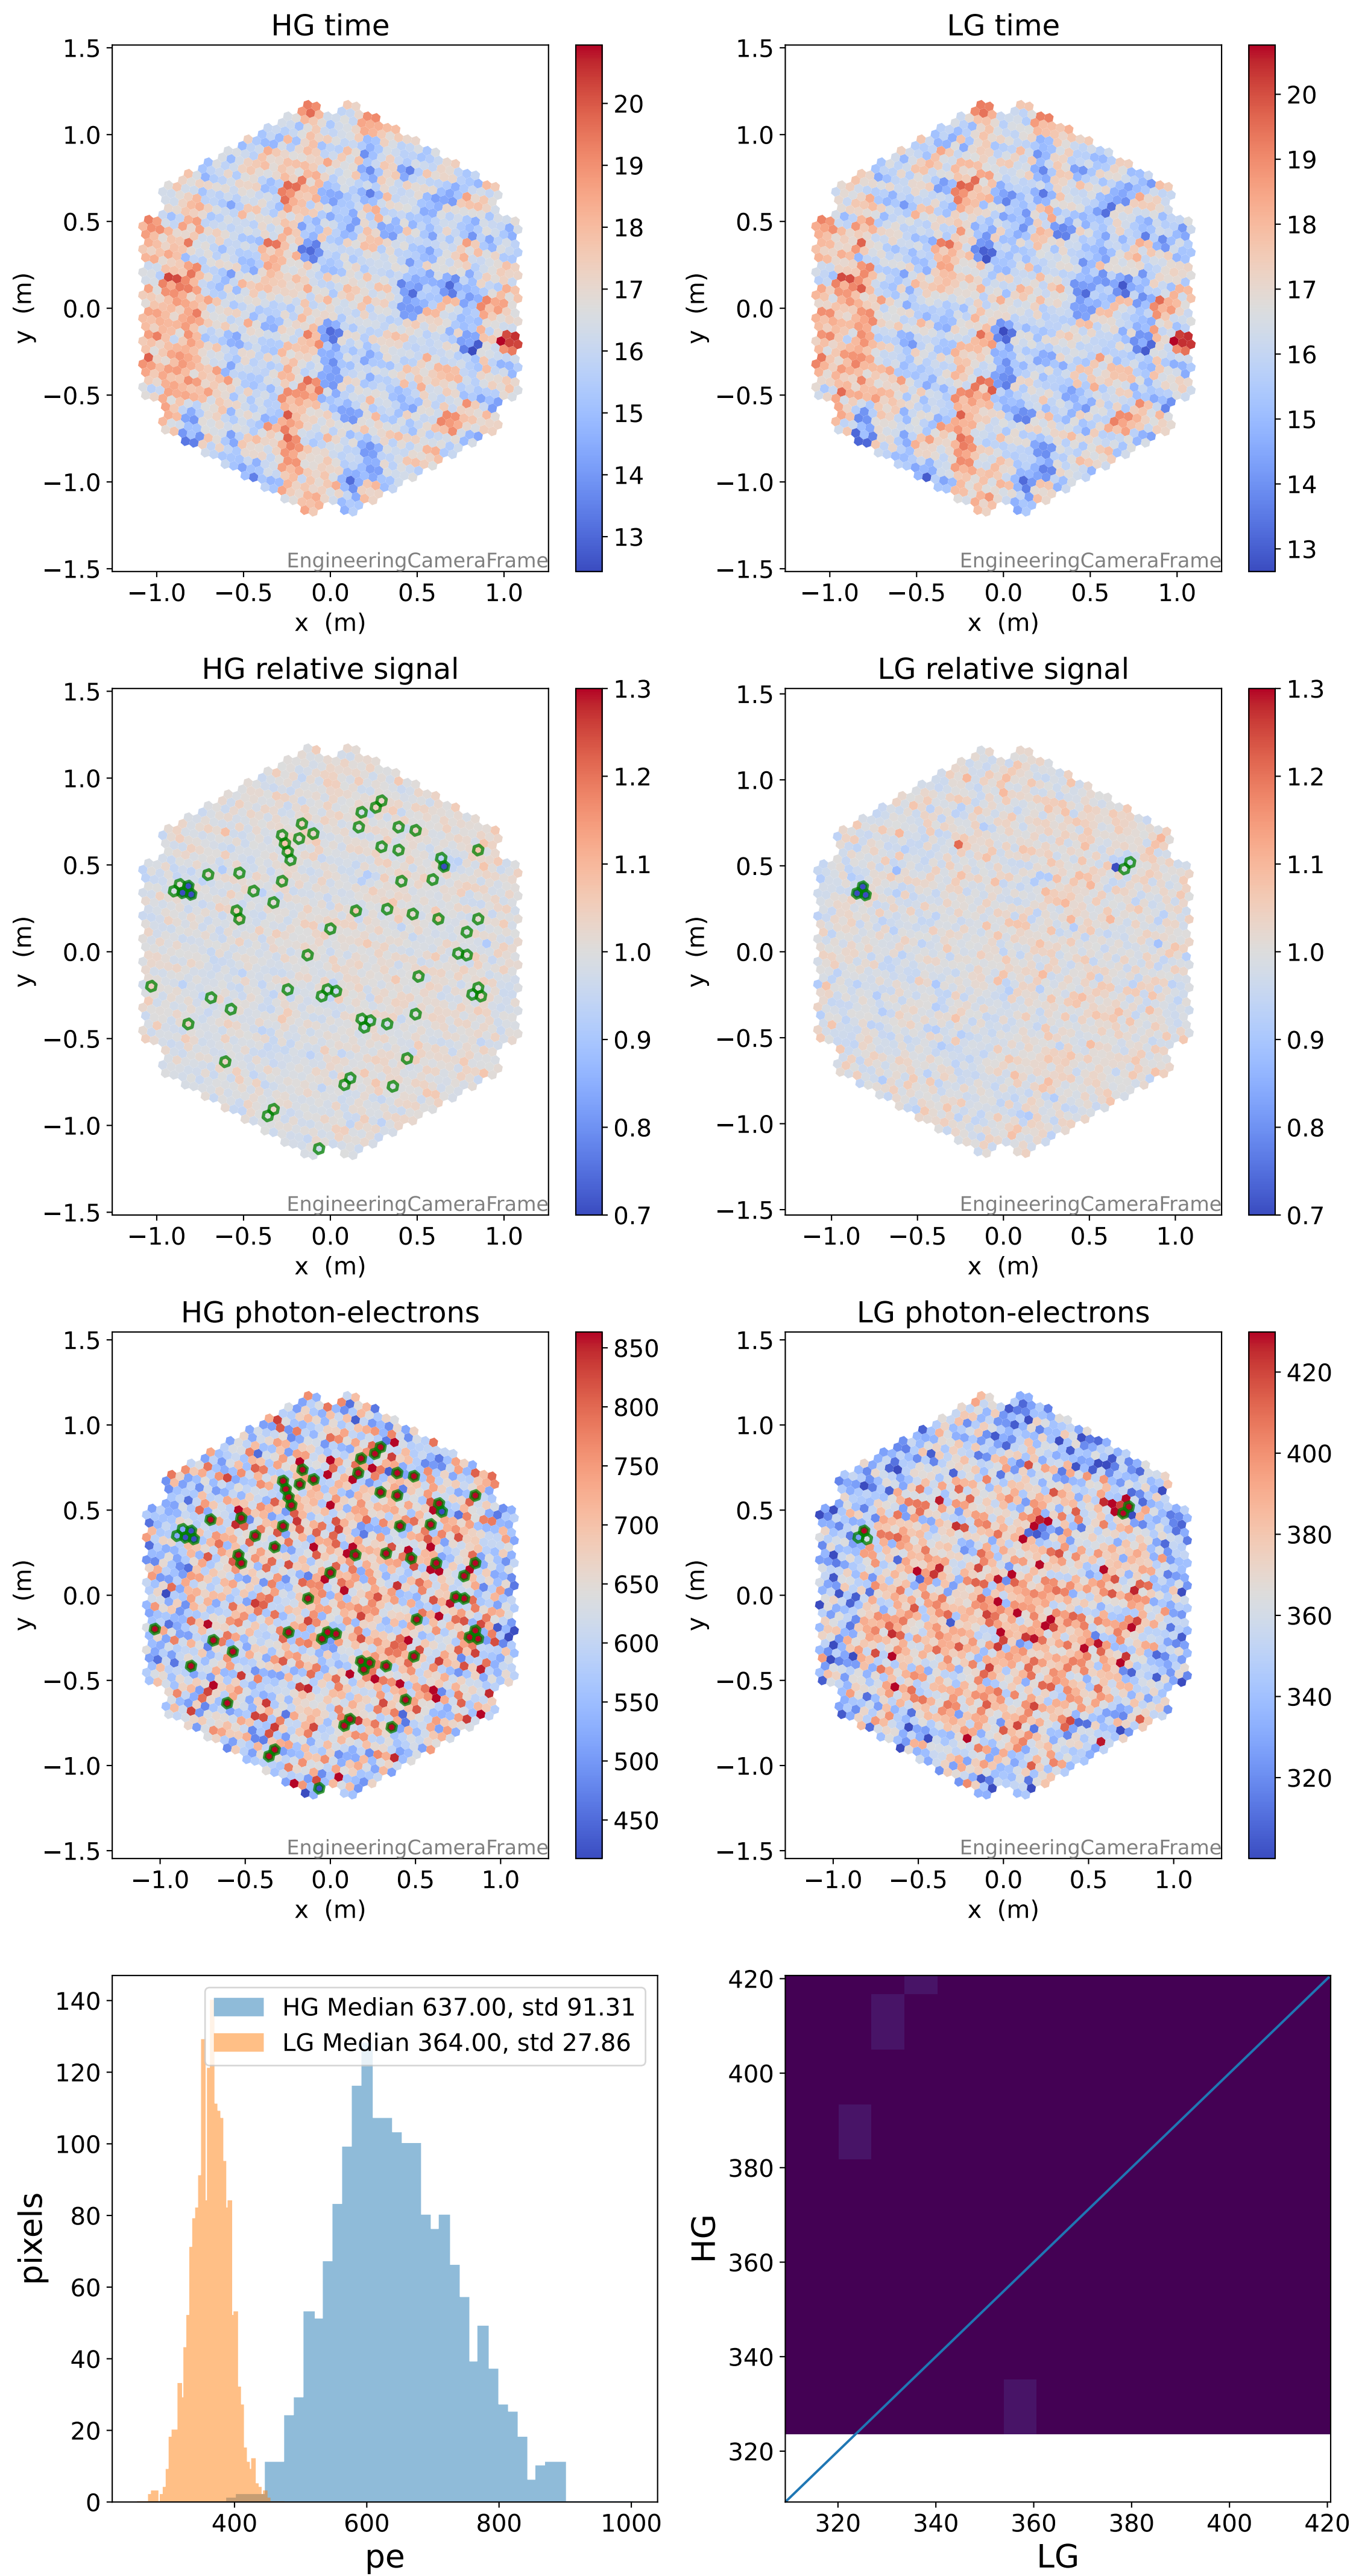 HG time
1.5
1.0
0.5
0.0
−0.5
−1.0
−1.5
y (m)
−1.0 −0.5 0.0 0.5 1.0
x (m)
EngineeringCameraFrame
20
19
18
17
16
15
14
13
LG time
1.5
1.0
0.5
0.0
−0.5
−1.0
−1.5
y (m)
−1.0 −0.5 0.0 0.5 1.0
x (m)
EngineeringCameraFrame
20
19
18
17
16
15
14
13
HG relative signal
1.5
1.0
0.5
0.0
−0.5
−1.0
−1.5
y (m)
−1.0 −0.5 0.0 0.5 1.0
x (m)
EngineeringCameraFrame
1.3
1.2
1.1
1.0
0.9
0.8
0.7
LG relative signal
1.5
1.0
0.5
0.0
−0.5
−1.0
−1.5
y (m)
−1.0 −0.5 0.0 0.5 1.0
x (m)
EngineeringCameraFrame
1.3
1.2
1.1
1.0
0.9
0.8
0.7
HG photon-electrons
1.5
1.0
0.5
0.0
−0.5
−1.0
−1.5
y (m)
−1.0 −0.5 0.0 0.5 1.0
x (m)
EngineeringCameraFrame
850
800
750
700
650
600
550
500
450
LG photon-electrons
1.5
1.0
0.5
0.0
−0.5
−1.0
−1.5
y (m)
−1.0 −0.5 0.0 0.5 1.0
x (m)
EngineeringCameraFrame
420
400
380
360
340
320
HG Median 637.00, std 91.31
LG Median 364.00, std 27.86
140
120
100
80
60
40
20
0
pixels
400 600 800 1000
pe
420
400
380
360
340
320
HG
320 340 360 380 400 420
LG